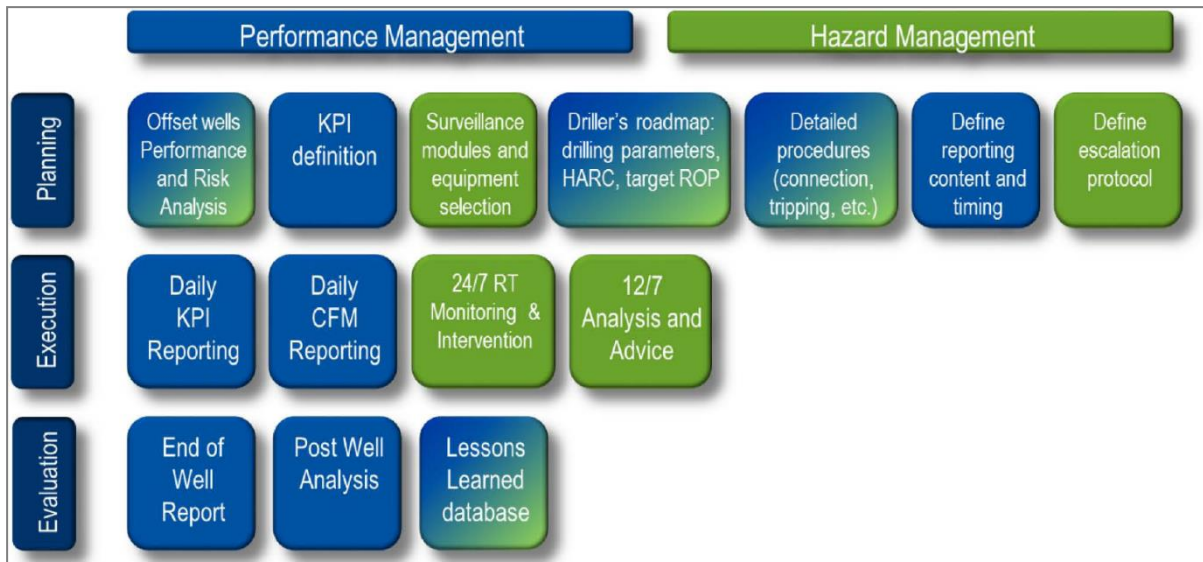 Performance Management
Hazard Management
Planning
Offset wells
Performance
and Risk
Analysis
KPI
definition
Surveillance
modules and
equipment
selection
Driller's roadmap:
drilling parameters,
HARC, target ROP
Detailed
procedures
(connection,
tripping, etc.)
Define
reporting
content and
timing
Define
escalation
protocol
Execution
Daily
KPI
Reporting
Daily
CFM
Reporting
24/7 RT
Monitoring &
Intervention
12/7
Analysis and
Advice
Evaluation
End of
Well
Report
Post Well
Analysis
Lessons
Learned
database